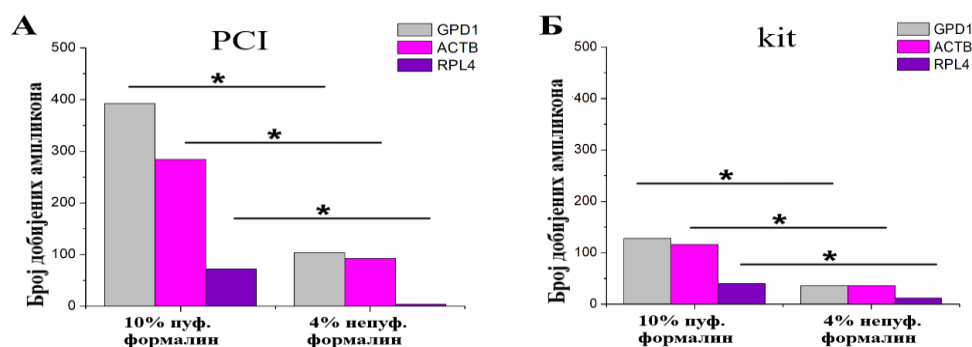 А
PCI
GPD1
ACTB
RPL4
Број добијених ампликона
500
400
300
200
100
0
*
*
*
10% пуф.
формалин
4% непуф.
формалин
Б
kit
GPD1
ACTB
RPL4
Број добијених ампликона
500
400
300
200
100
0
*
*
*
10% пуф.
формалин
4% непуф.
формалин